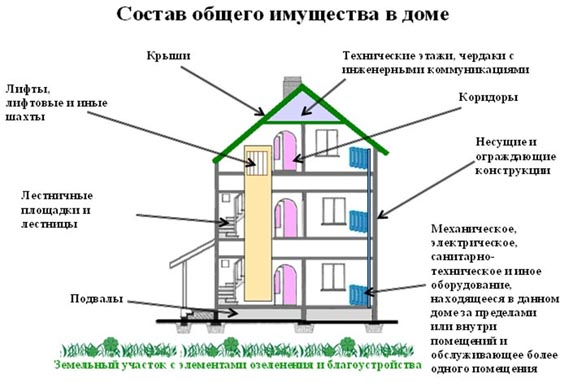 Состав общего имущества в доме
Крыши
Технические этажи, чердаки с
инженерными коммуникациями
Лифты,
лифтовые и иные
шахты
Коридоры
Несущие и
ограждающие
конструкции
Лестничные
площадки и
лестницы
Механическое,
электрическое,
санитарно-
техническое и иное
оборудование,
находящееся в данном
доме за пределами
или внутри
помещений и
обслуживающее более
одного помещения
Подвалы
Земельный участок с элементами озеленения и благоустройства